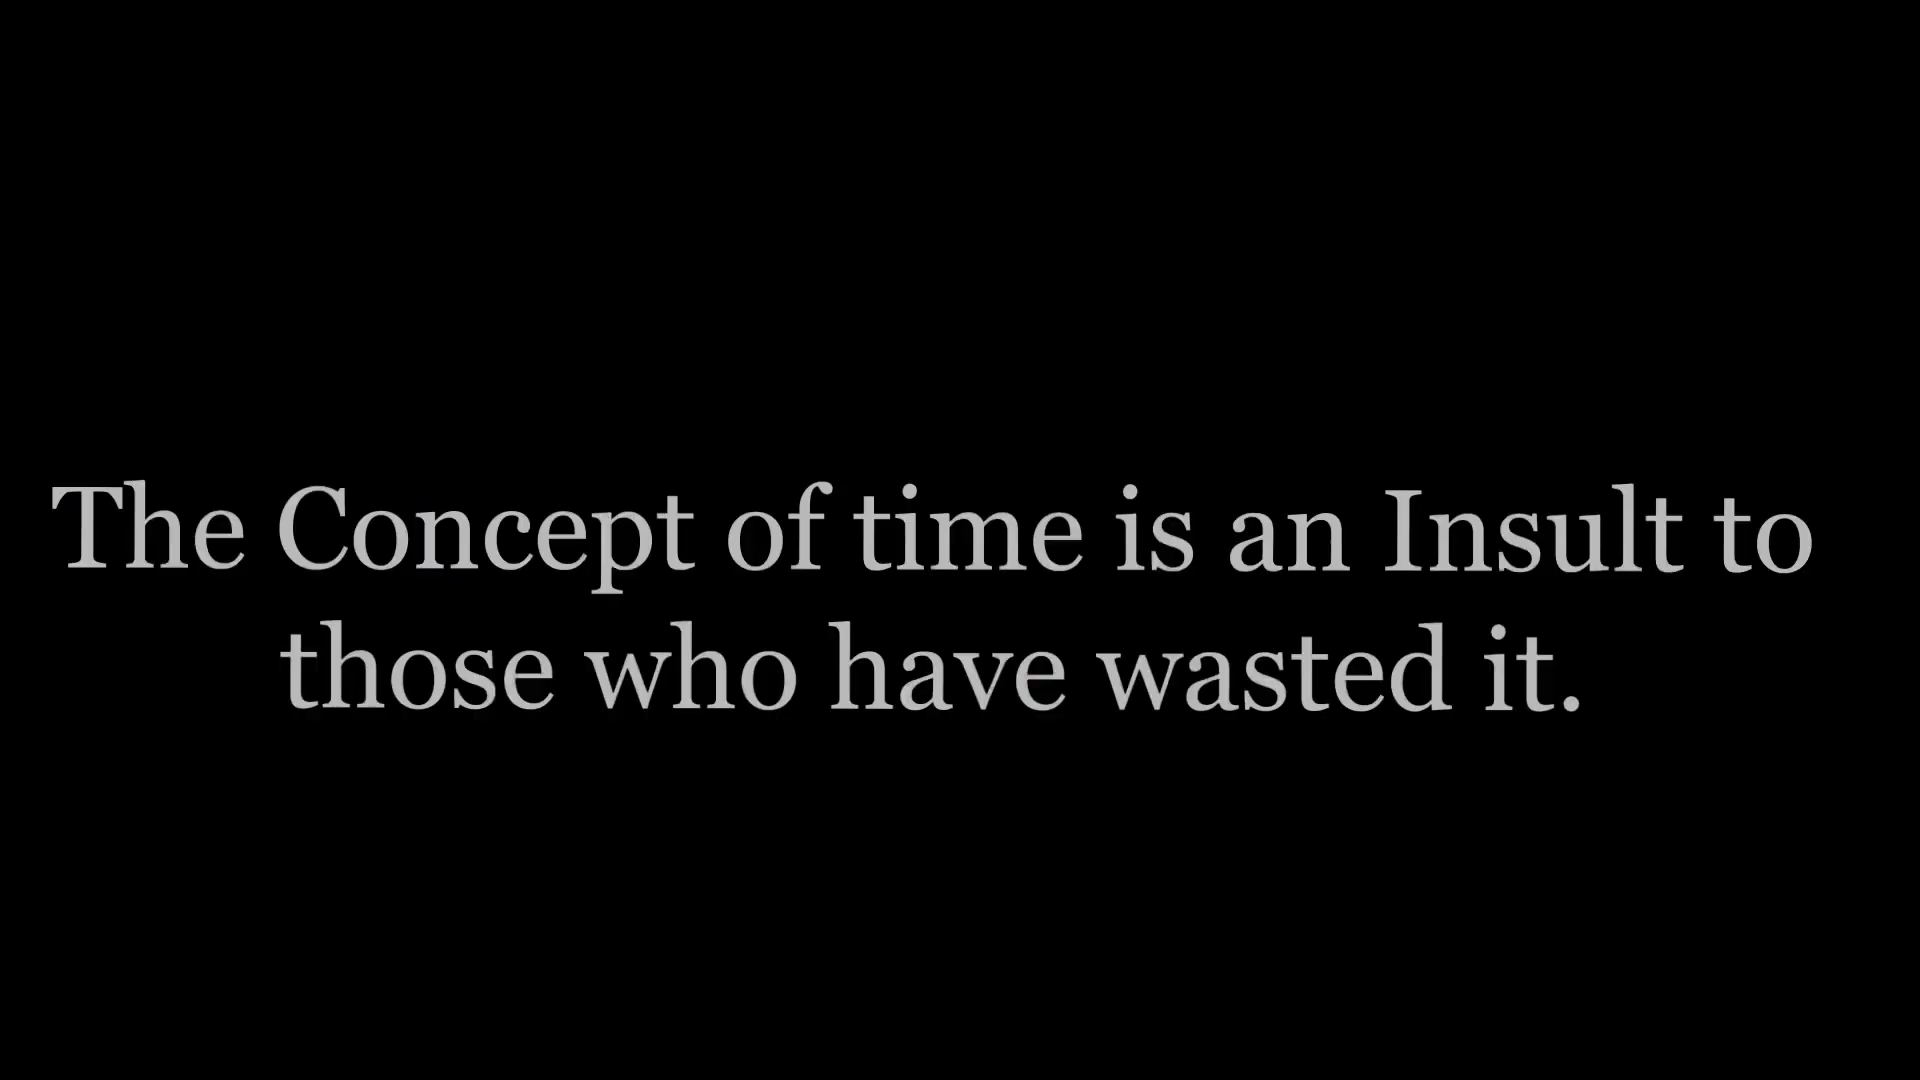 The Concept of time is an Insult to
those who have wasted it.